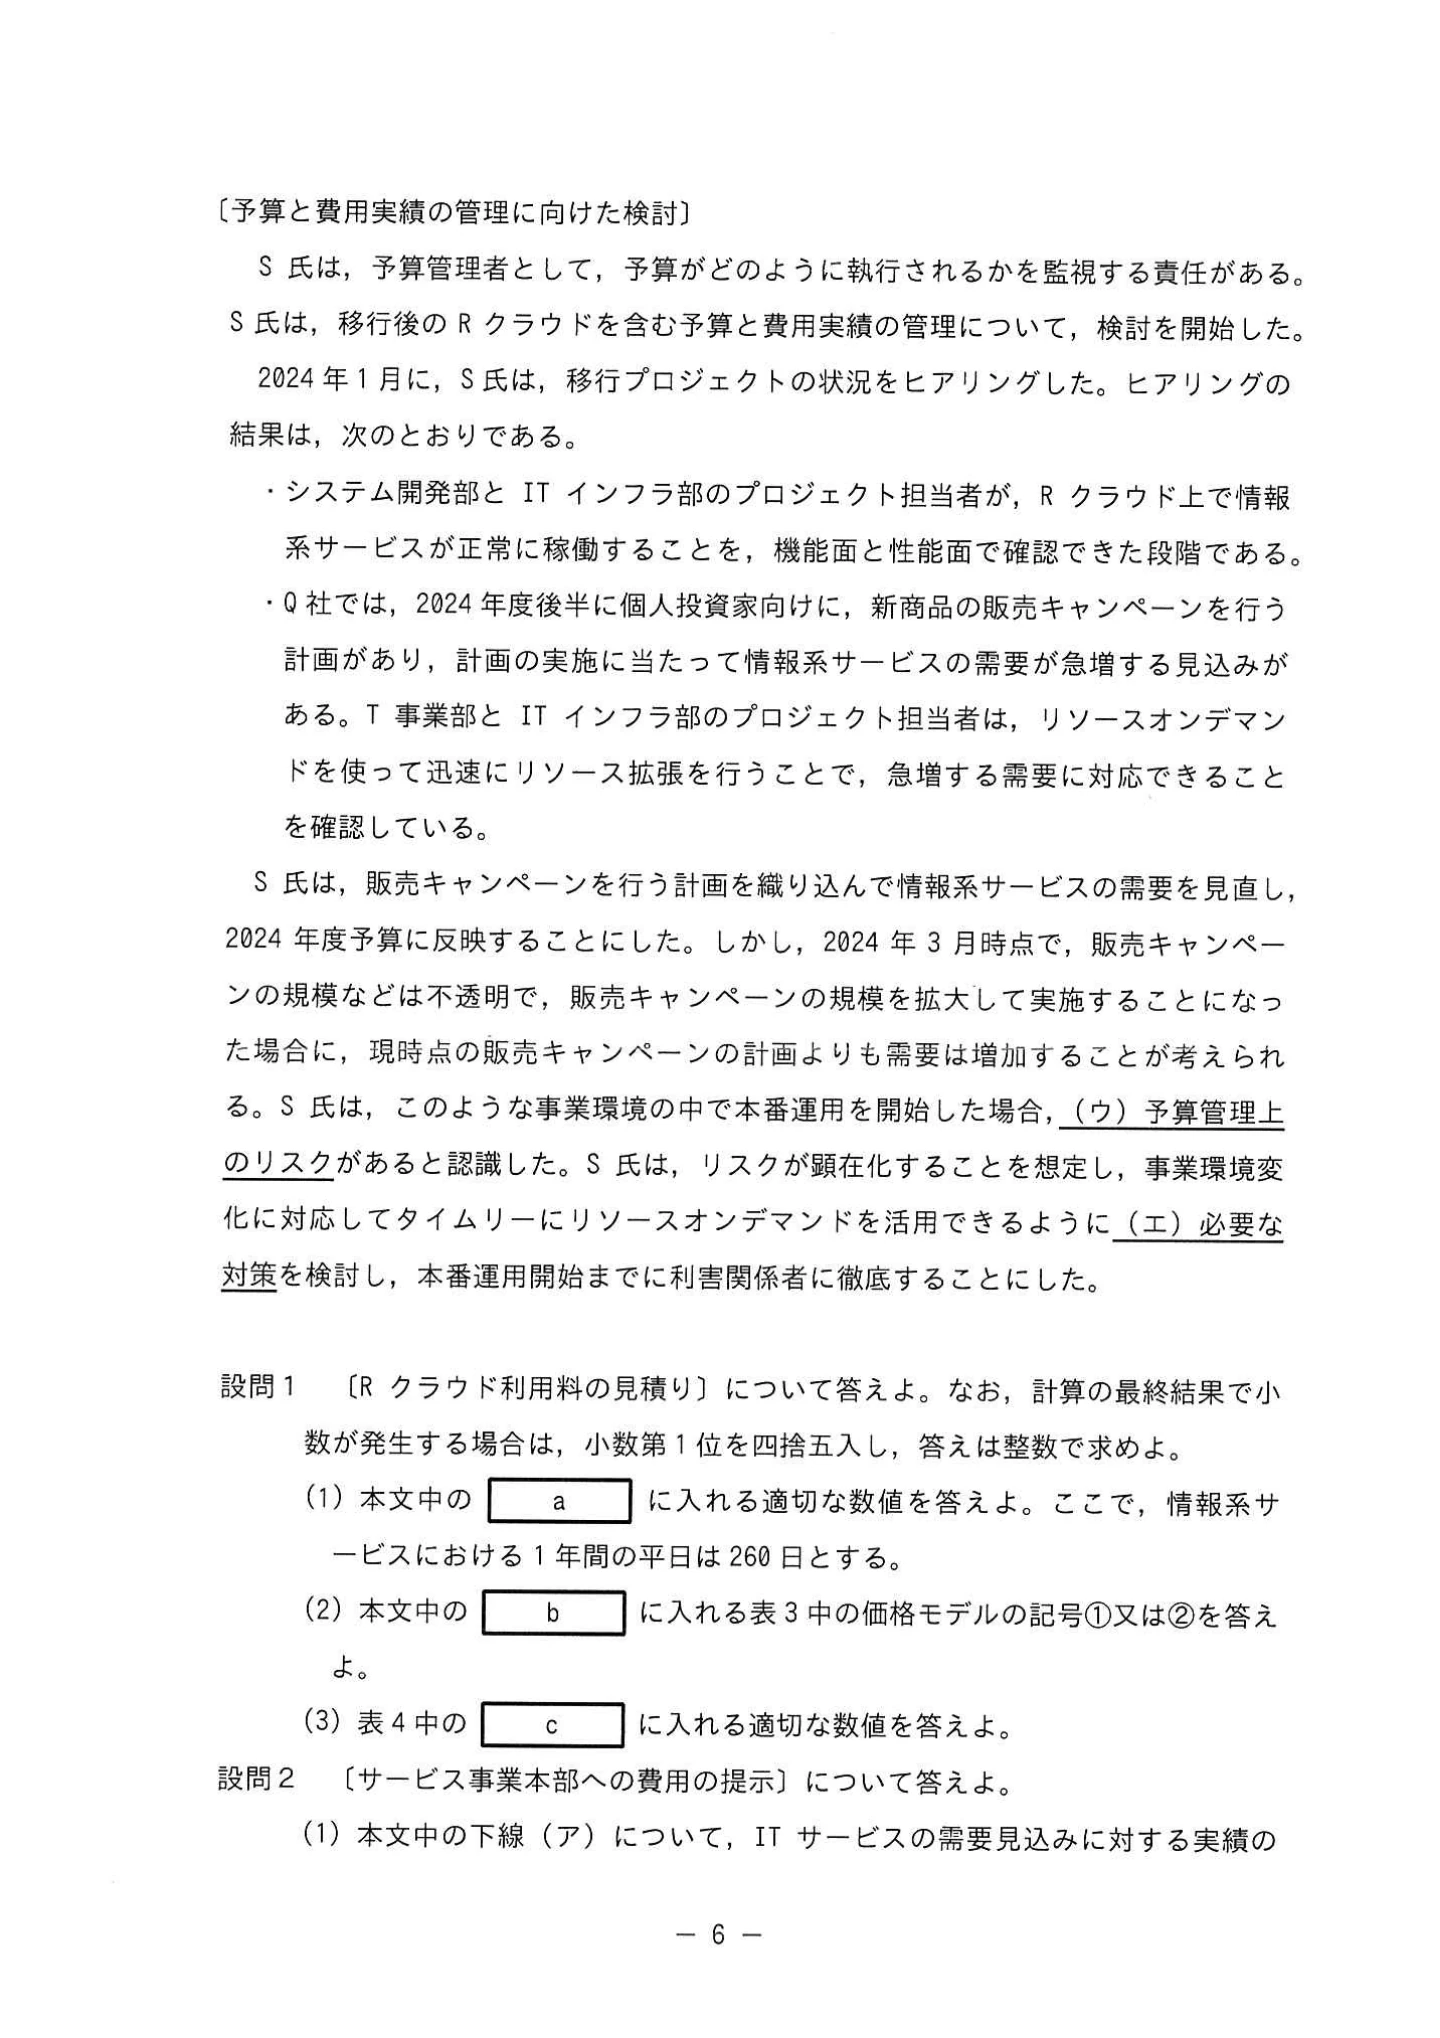 〔予算と費用実績の管理に向けた検討〕
S 氏は，予算管理者として，予算がどのように執行されるかを監視する責任がある。
S 氏は，移行後の R クラウドを含む予算と費用実績の管理について，検討を開始した。
2024 年 1 月に，S 氏は，移行プロジェクトの状況をヒアリングした。ヒアリングの
結果は，次のとおりである。
・システム開発部と IT インフラ部のプロジェクト担当者が，R クラウド上で情報
系サービスが正常に稼働することを，機能面と性能面で確認できた段階である。
・Q 社では，2024 年度後半に個人投資家向けに，新商品の販売キャンペーンを行う
計画があり，計画の実施に当たって情報系サービスの需要が急増する見込みが
ある。T 事業部と IT インフラ部のプロジェクト担当者は，リソースオンデマン
ドを使って迅速にリソース拡張を行うことで，急増する需要に対応できること
を確認している。
S 氏は，販売キャンペーンを行う計画を織り込んで情報系サービスの需要を見直し，
2024 年度予算に反映することにした。しかし，2024 年 3 月時点で，販売キャンペー
ンの規模などは不透明で，販売キャンペーンの規模を拡大して実施することになっ
た場合に，現時点の販売キャンペーンの計画よりも需要は増加することが考えられ
る。S 氏は，このような事業環境の中で本番運用を開始した場合，（ウ）予算管理上
のリスクがあると認識した。S 氏は，リスクが顕在化することを想定し，事業環境変
化に対応してタイムリーにリソースオンデマンドを活用できるように（エ）必要な
対策を検討し，本番運用開始までに利害関係者に徹底することにした。
設問1 〔R クラウド利用料の見積り〕について答えよ。なお，計算の最終結果で小
数が発生する場合は，小数第 1 位を四捨五入し，答えは整数で求めよ。
(1) 本文中の a に入れる適切な数値を答えよ。ここで，情報系サ
ービスにおける 1 年間の平日は 260 日とする。
(2) 本文中の b に入れる表 3 中の価格モデルの記号①又は②を答え
よ。
(3) 表 4 中の c に入れる適切な数値を答えよ。
設問2 〔サービス事業本部への費用の提示〕について答えよ。
(1) 本文中の下線（ア）について，IT サービスの需要見込みに対する実績の
— 6 —